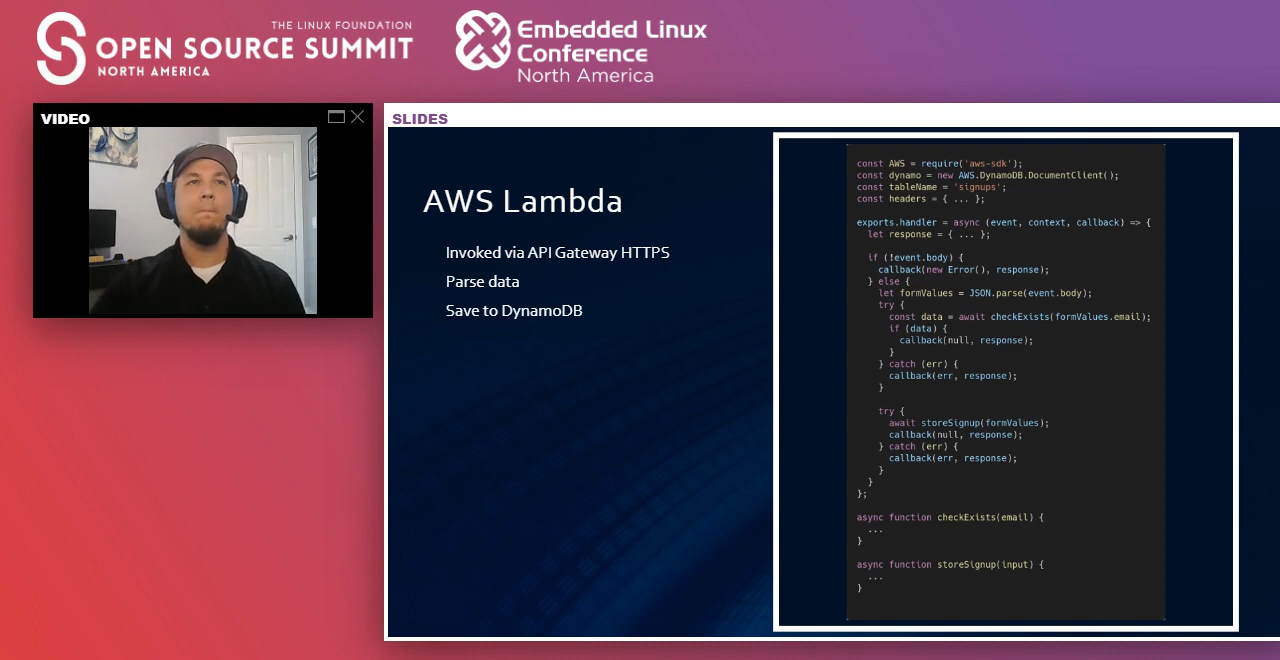 THE LINUX FOUNDATION
OPEN SOURCE SUMMIT
NORTH AMERICA
Embedded Linux
Conference
North America
VIDEO
SLIDES
AWS Lambda
Invoked via API Gateway HTTPS
Parse data
Save to DynamoDB
const AWS = require('aws-sdk');
const dynamo = new AWS.DynamoDB.DocumentClient();
const tableName = 'signups';
const headers = { ... };
exports.handler = async (event, context, callback) => {
  let response = { ... };
  if (!event.body) {
    callback(new Error(), response);
  } else {
    let formValues = JSON.parse(event.body);
    try {
      const data = await checkExists(formValues.email);
      if (data) {
        callback(null, response);
      }
    } catch (err) {
      callback(err, response);
    }
    try {
      await storeSignup(formValues);
      callback(null, response);
    } catch (err) {
      callback(err, response);
    }
  }
};
async function checkExists(email) {
  ...
}
async function storeSignup(input) {
  ...
}